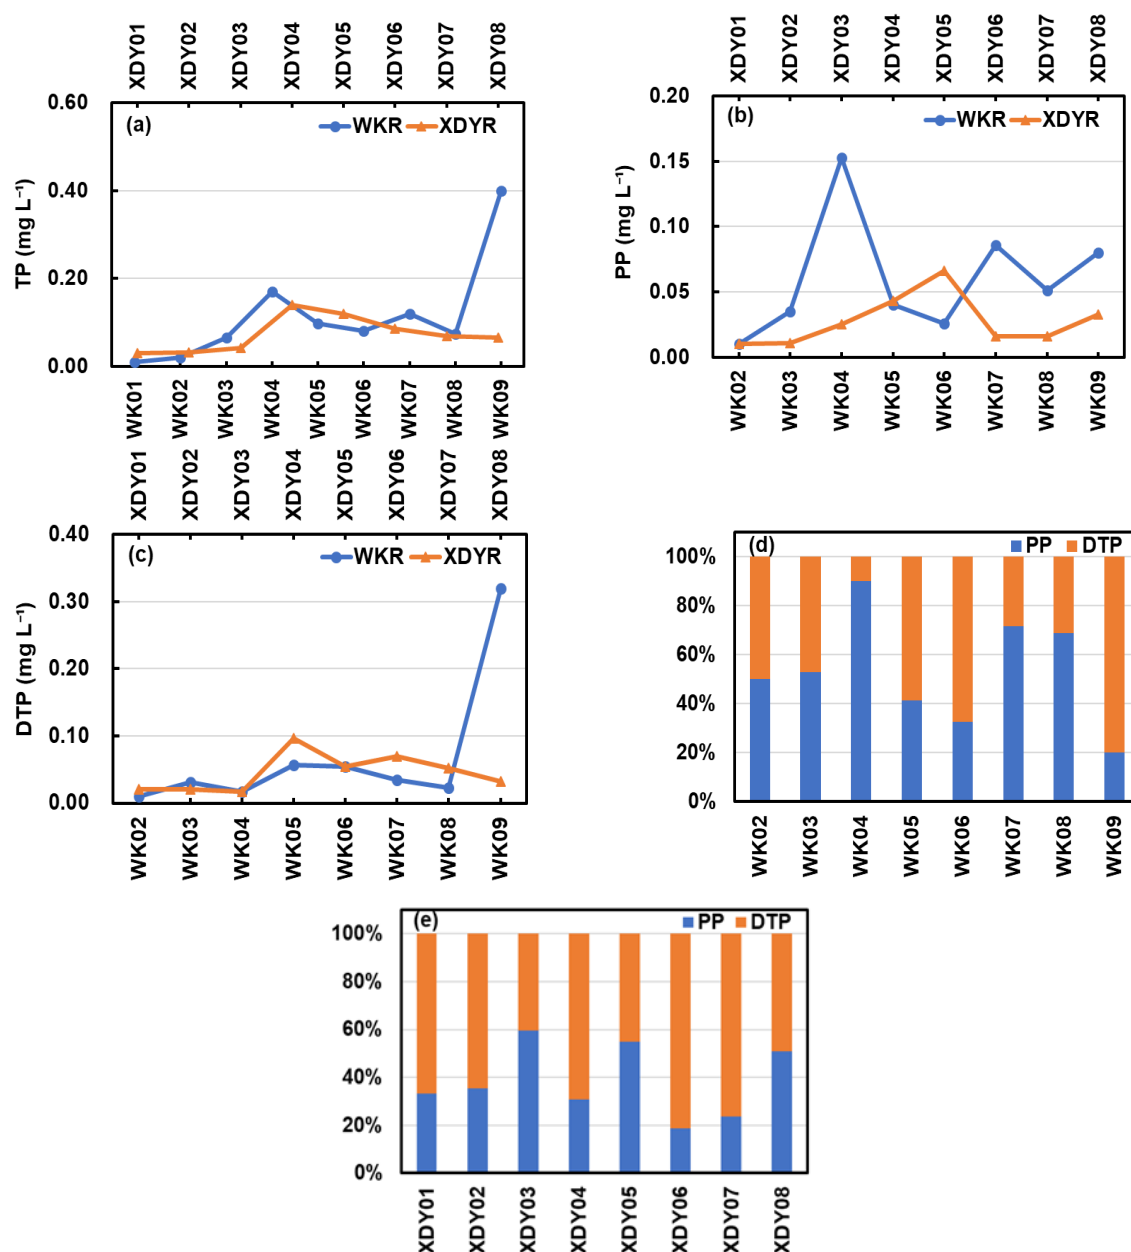 XDY01 XDY02 XDY03 XDY04 XDY05 XDY06 XDY07 XDY08
(a) WKR XDYR
TP (mg L⁻¹)
0.60
0.40
0.20
0.00
WK01 WK02 WK03 WK04 WK05 WK06 WK07 WK08 WK09
XDY01 XDY02 XDY03 XDY04 XDY05 XDY06 XDY07 XDY08
(b) WKR XDYR
PP (mg L⁻¹)
0.20
0.15
0.10
0.05
0.00
WK02 WK03 WK04 WK05 WK06 WK07 WK08 WK09
XDY01 XDY02 XDY03 XDY04 XDY05 XDY06 XDY07 XDY08
(c) WKR XDYR
DTP (mg L⁻¹)
0.40
0.30
0.20
0.10
0.00
WK02 WK03 WK04 WK05 WK06 WK07 WK08 WK09
(d) PP DTP
100%
80%
60%
40%
20%
0%
WK02 WK03 WK04 WK05 WK06 WK07 WK08 WK09
(e) PP DTP
100%
80%
60%
40%
20%
0%
XDY01 XDY02 XDY03 XDY04 XDY05 XDY06 XDY07 XDY08